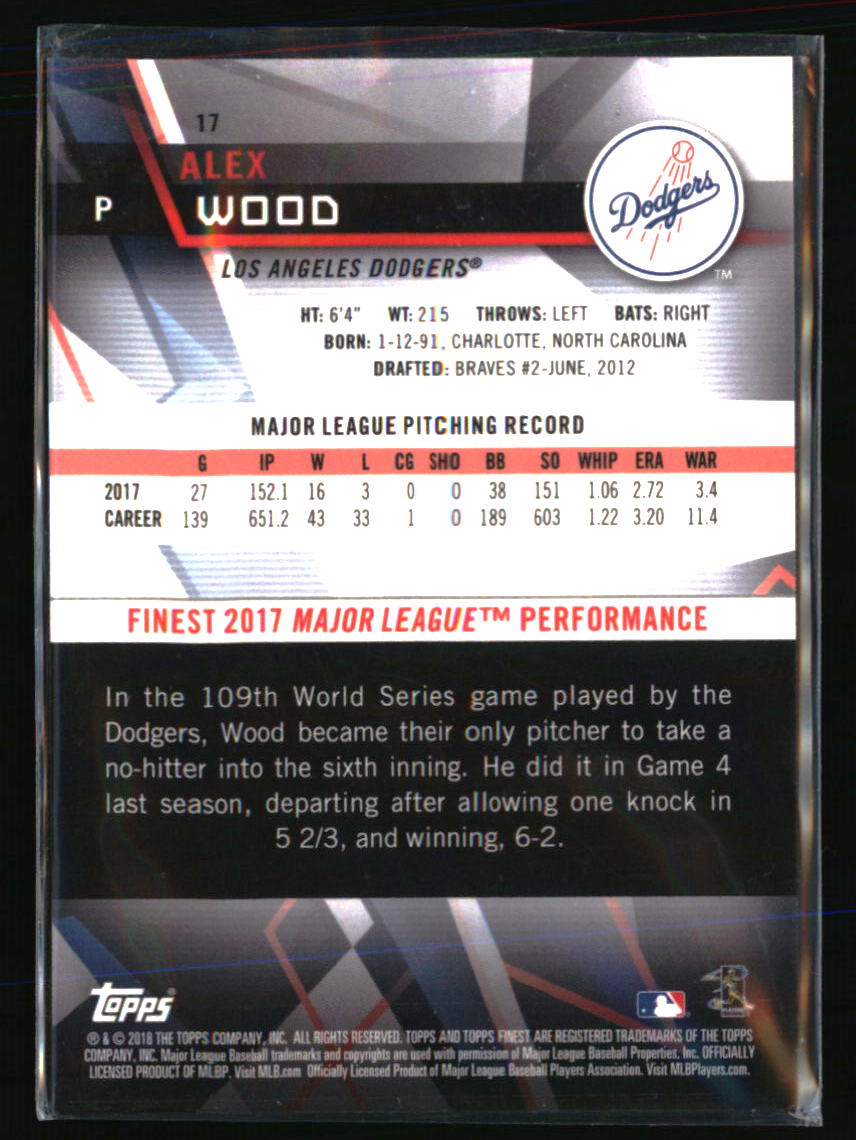 17
ALEX
P WOOD
Dodgers
TM
LOS ANGELES DODGERS®
HT: 6'4" WT: 215 THROWS: LEFT BATS: RIGHT
BORN: 1-12-91, CHARLOTTE, NORTH CAROLINA
DRAFTED: BRAVES #2-JUNE, 2012
MAJOR LEAGUE PITCHING RECORD
G IP W L CG SHO BB SO WHIP ERA WAR
2017 27 152.1 16 3 0 0 38 151 1.06 2.72 3.4
CAREER 139 651.2 43 33 1 0 189 603 1.22 3.20 11.4
FINEST 2017 MAJOR LEAGUE™ PERFORMANCE
In the 109th World Series game played by the
Dodgers, Wood became their only pitcher to take a
no-hitter into the sixth inning. He did it in Game 4
last season, departing after allowing one knock in
5 2/3, and winning, 6-2.
Topps
® & © 2018 THE TOPPS COMPANY, INC. ALL RIGHTS RESERVED. TOPPS AND TOPPS FINEST ARE REGISTERED TRADEMARKS OF THE TOPPS
COMPANY, INC. Major League Baseball trademarks and copyrights are used with permission of Major League Baseball Properties, Inc. OFFICIALLY
LICENSED PRODUCT OF MLBP. Visit MLB.com Officially Licensed Product of Major League Baseball Players Association. Visit MLBPlayers.com.